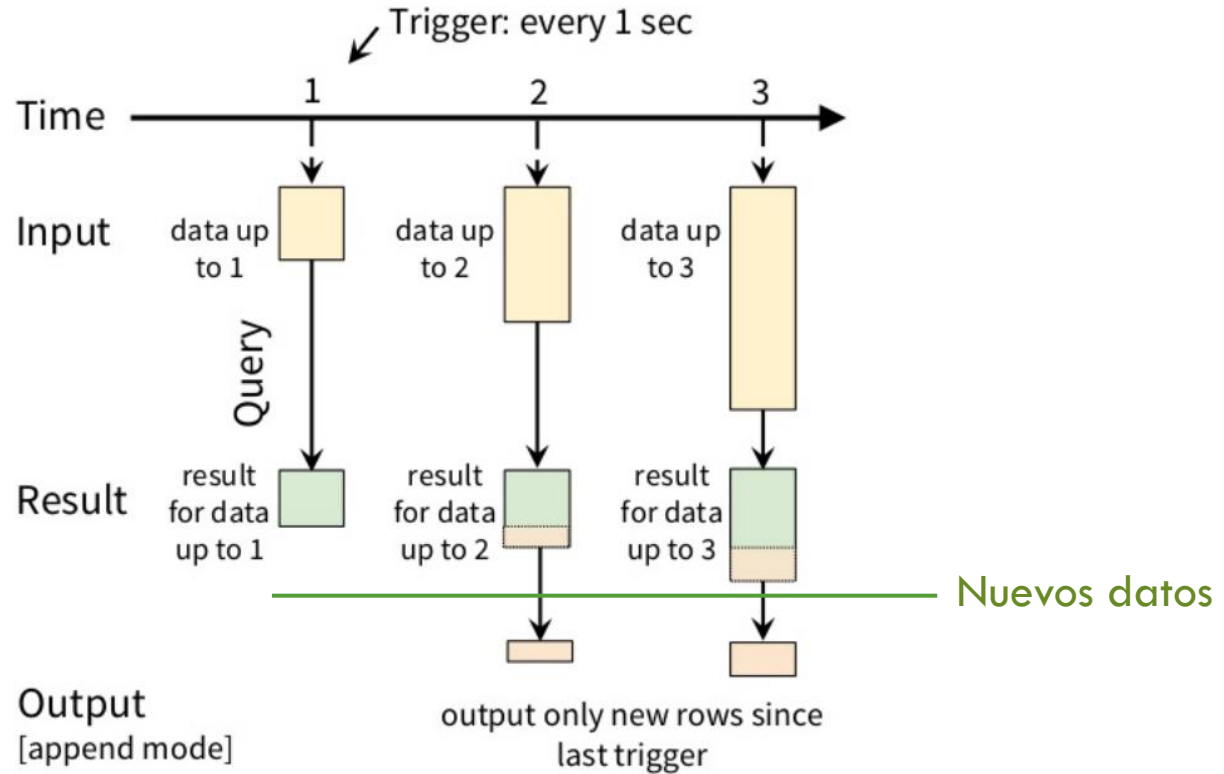 Trigger: every 1 sec
Time
1
2
3
Input
data up
to 1
data up
to 2
data up
to 3
Query
Result
result
for data
up to 1
result
for data
up to 2
result
for data
up to 3
Nuevos datos
Output
[append mode]
output only new rows since
last trigger